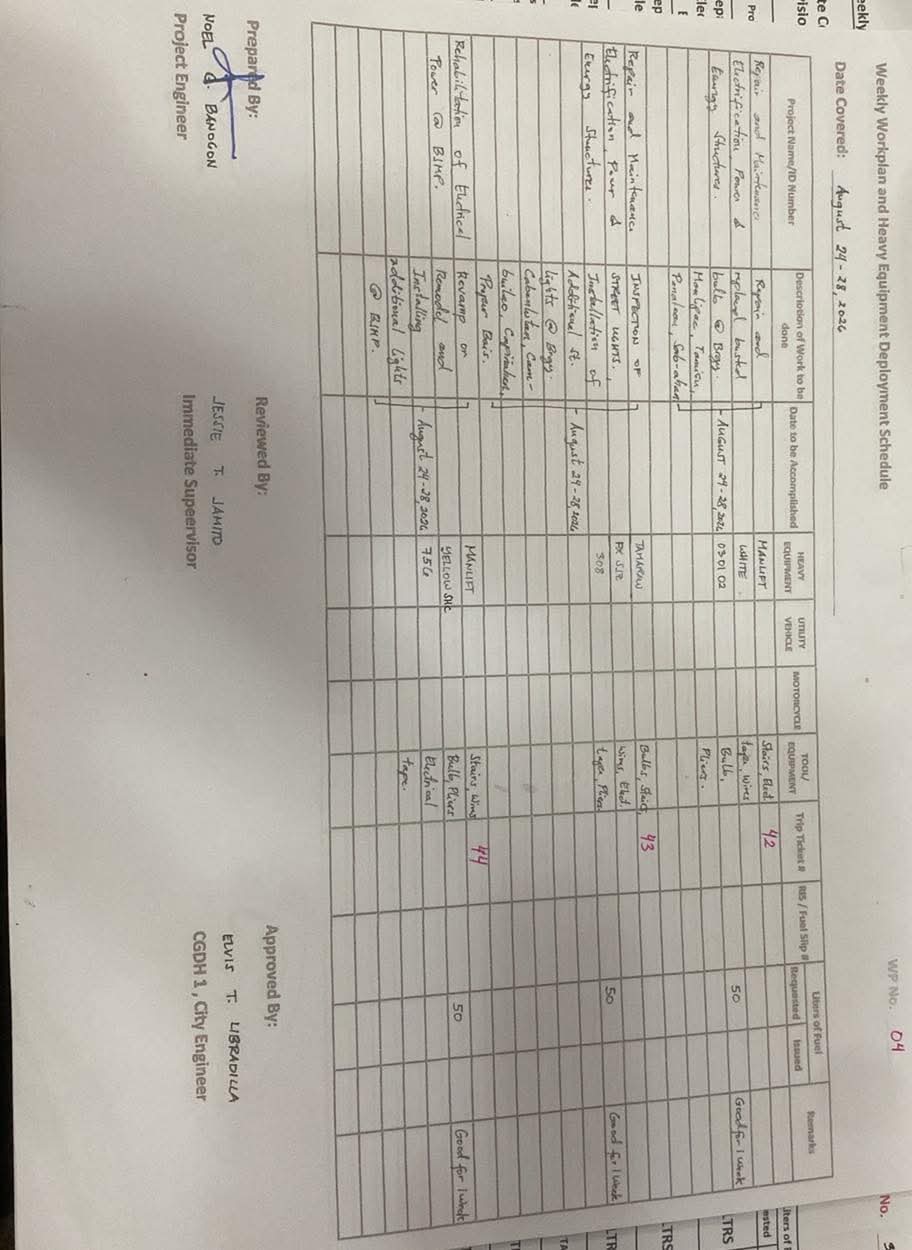 Weekly Workplan and Heavy Equipment Deployment Schedule
WP No. 04
Date Covered: August 24-28, 2026
Project Name/ID Number
Description of Work to be done
Date to be Accomplished
HEAVY EQUIPMENT
UTILITY VEHICLE
MOTORCYCLE
TOOL/ EQUIPMENT
Trip Ticket #
RIS / Fuel Slip #
Liters of Fuel
Requested
Issued
Remarks
Repair and Maintenance
Electrification, Power &
Energy Structures.
Repair and
replaced busted
bulb @ Brgy.
- AUGUST 24-28, 2026
MANLIFT
WHITE
0301 02
Stairs, Elect.
tape, wires
Bulb,
Pliers.
42
50
Good for 1 Week
Repair and Maintenance
Electrification, Power &
Energy Structures.
INSPECTION OF
STREET LIGHTS.,
Installation of
Additional st.
lights @ Brgy.
- August 24-28, 2026
TAMARAW
FX SJZ
308
Bulbs, Stairs,
Wires, Elect.
tape, Pliers
43
50
Good for 1 Week
Rehabilitation of Electrical
Power @ BJMP.
Revamp or
Remodel and
Installing
additional lights
@ BJMP.
- August 24-28, 2026
MANLIFT
YELLOW SHC
756
Stairs, Wires
Bulb, Pliers
Electrical
tape.
44
50
Good for 1 week
Prepared By:
NOEL G. BANOGON
Project Engineer
Reviewed By:
JESSIE T. JAMITO
Immediate Supeervisor
Approved By:
ELVIS T. LIBRADILLA
CGDH 1, City Engineer